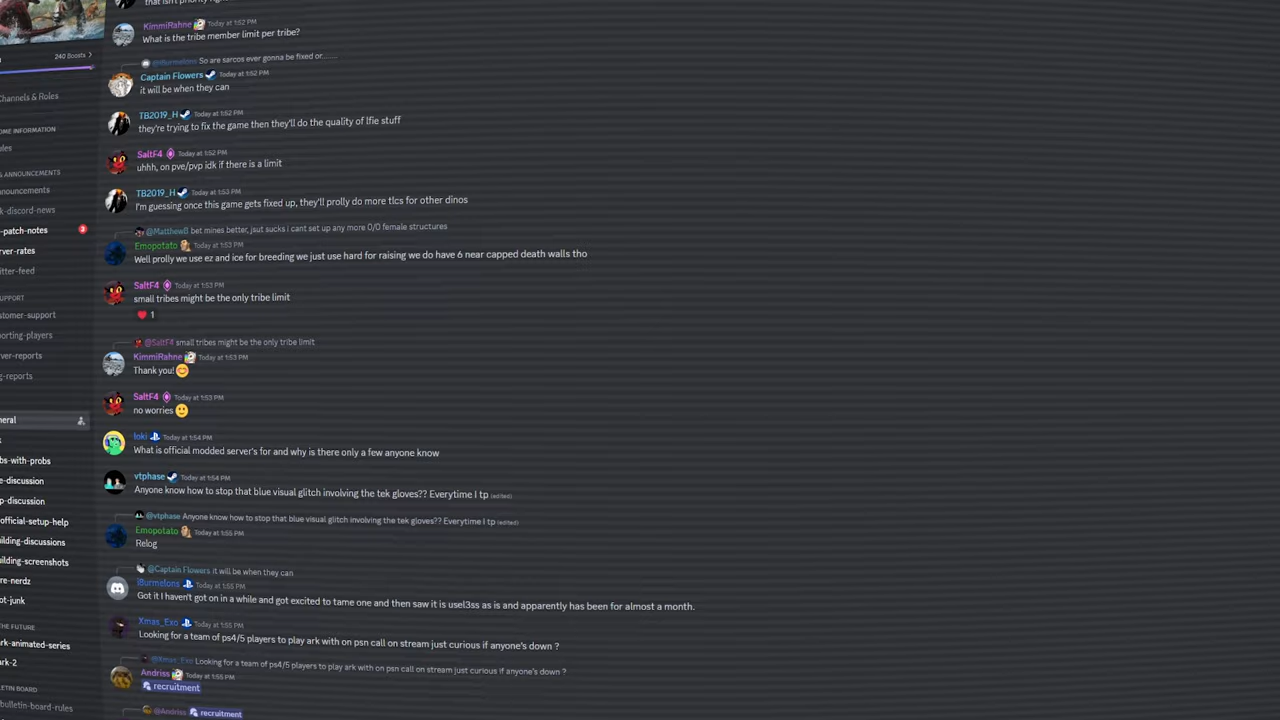 240 Boosts >
Channels & Roles
OME INFORMATION
ules
ANNOUNCEMENTS
nnouncements
k-discord-news
-patch-notes
3
rver-rates
itter-feed
UPPORT
stomer-support
porting-players
rver-reports
g-reports
neral
bs-with-probs
e-discussion
p-discussion
official-setup-help
uilding-discussions
uilding-screenshots
re-nerdz
ot-junk
THE FUTURE
ark-animated-series
rk-2
LETIN BOARD
bulletin-board-rules
KimmiRahne Today at 1:52 PM
What is the tribe member limit per tribe?
@i8urmelons So are sarcos ever gonna be fixed or.......
Captain Flowers Today at 1:52 PM
it will be when they can
TB2019_H Today at 1:52 PM
they're trying to fix the game then they'll do the quality of lfie stuff
SaltF4 Today at 1:52 PM
uhhh, on pve/pvp idk if there is a limit
TB2019_H Today at 1:53 PM
I'm guessing once this game gets fixed up, they'll prolly do more tlcs for other dinos
@MatthewB bet mines better, jsut sucks i cant set up any more 0/0 female structures
Emopotato Today at 1:53 PM
Well prolly we use ez and ice for breeding we just use hard for raising we do have 6 near capped death walls tho
SaltF4 Today at 1:53 PM
small tribes might be the only tribe limit
1
@SaltF4 small tribes might be the only tribe limit
KimmiRahne Today at 1:53 PM
Thank you!
SaltF4 Today at 1:53 PM
no worries
loki Today at 1:54 PM
What is official modded server's for and why is there only a few anyone know
vtphase Today at 1:54 PM
Anyone know how to stop that blue visual glitch involving the tek gloves?? Everytime I tp (edited)
@vtphase Anyone know how to stop that blue visual glitch involving the tek gloves?? Everytime I tp (edited)
Emopotato Today at 1:55 PM
Relog
@Captain Flowers it will be when they can
i8urmelons Today at 1:55 PM
Got it I haven't got on in a while and got excited to tame one and then saw it is usel3ss as is and apparently has been for almost a month.
Xmas_Exo Today at 1:55 PM
Looking for a team of ps4/5 players to play ark with on psn call on stream just curious if anyone's down ?
@Xmas_Exo Looking for a team of ps4/5 players to play ark with on psn call on stream just curious if anyone's down ?
Andriss Today at 1:55 PM
recruitment
@Andriss recruitment